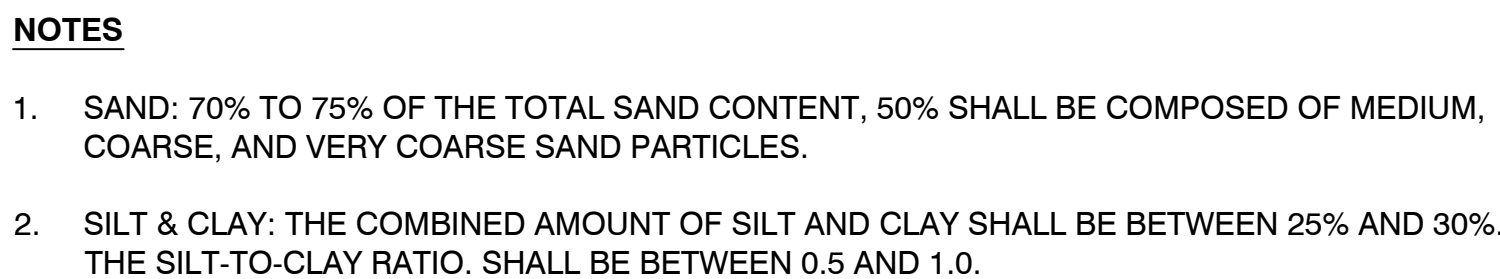 NOTES
1. SAND: 70% TO 75% OF THE TOTAL SAND CONTENT, 50% SHALL BE COMPOSED OF MEDIUM,
COARSE, AND VERY COARSE SAND PARTICLES.
2. SILT & CLAY: THE COMBINED AMOUNT OF SILT AND CLAY SHALL BE BETWEEN 25% AND 30%.
THE SILT-TO-CLAY RATIO. SHALL BE BETWEEN 0.5 AND 1.0.